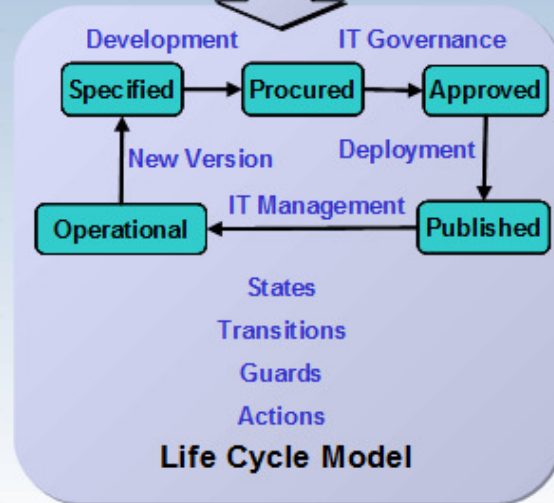 Development IT Governance
Specified Procured Approved
New Version Deployment
IT Management
Operational Published
States
Transitions
Guards
Actions
Life Cycle Model